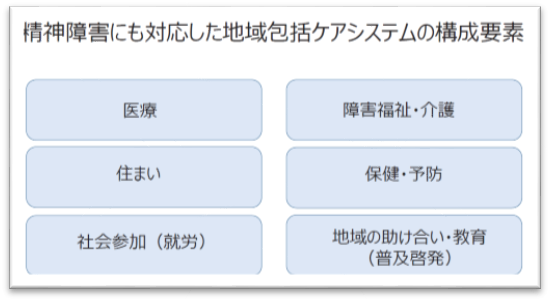 精神障害にも対応した地域包括ケアシステムの構成要素
医療
障害福祉・介護
住まい
保健・予防
社会参加（就労）
地域の助け合い・教育
（普及啓発）